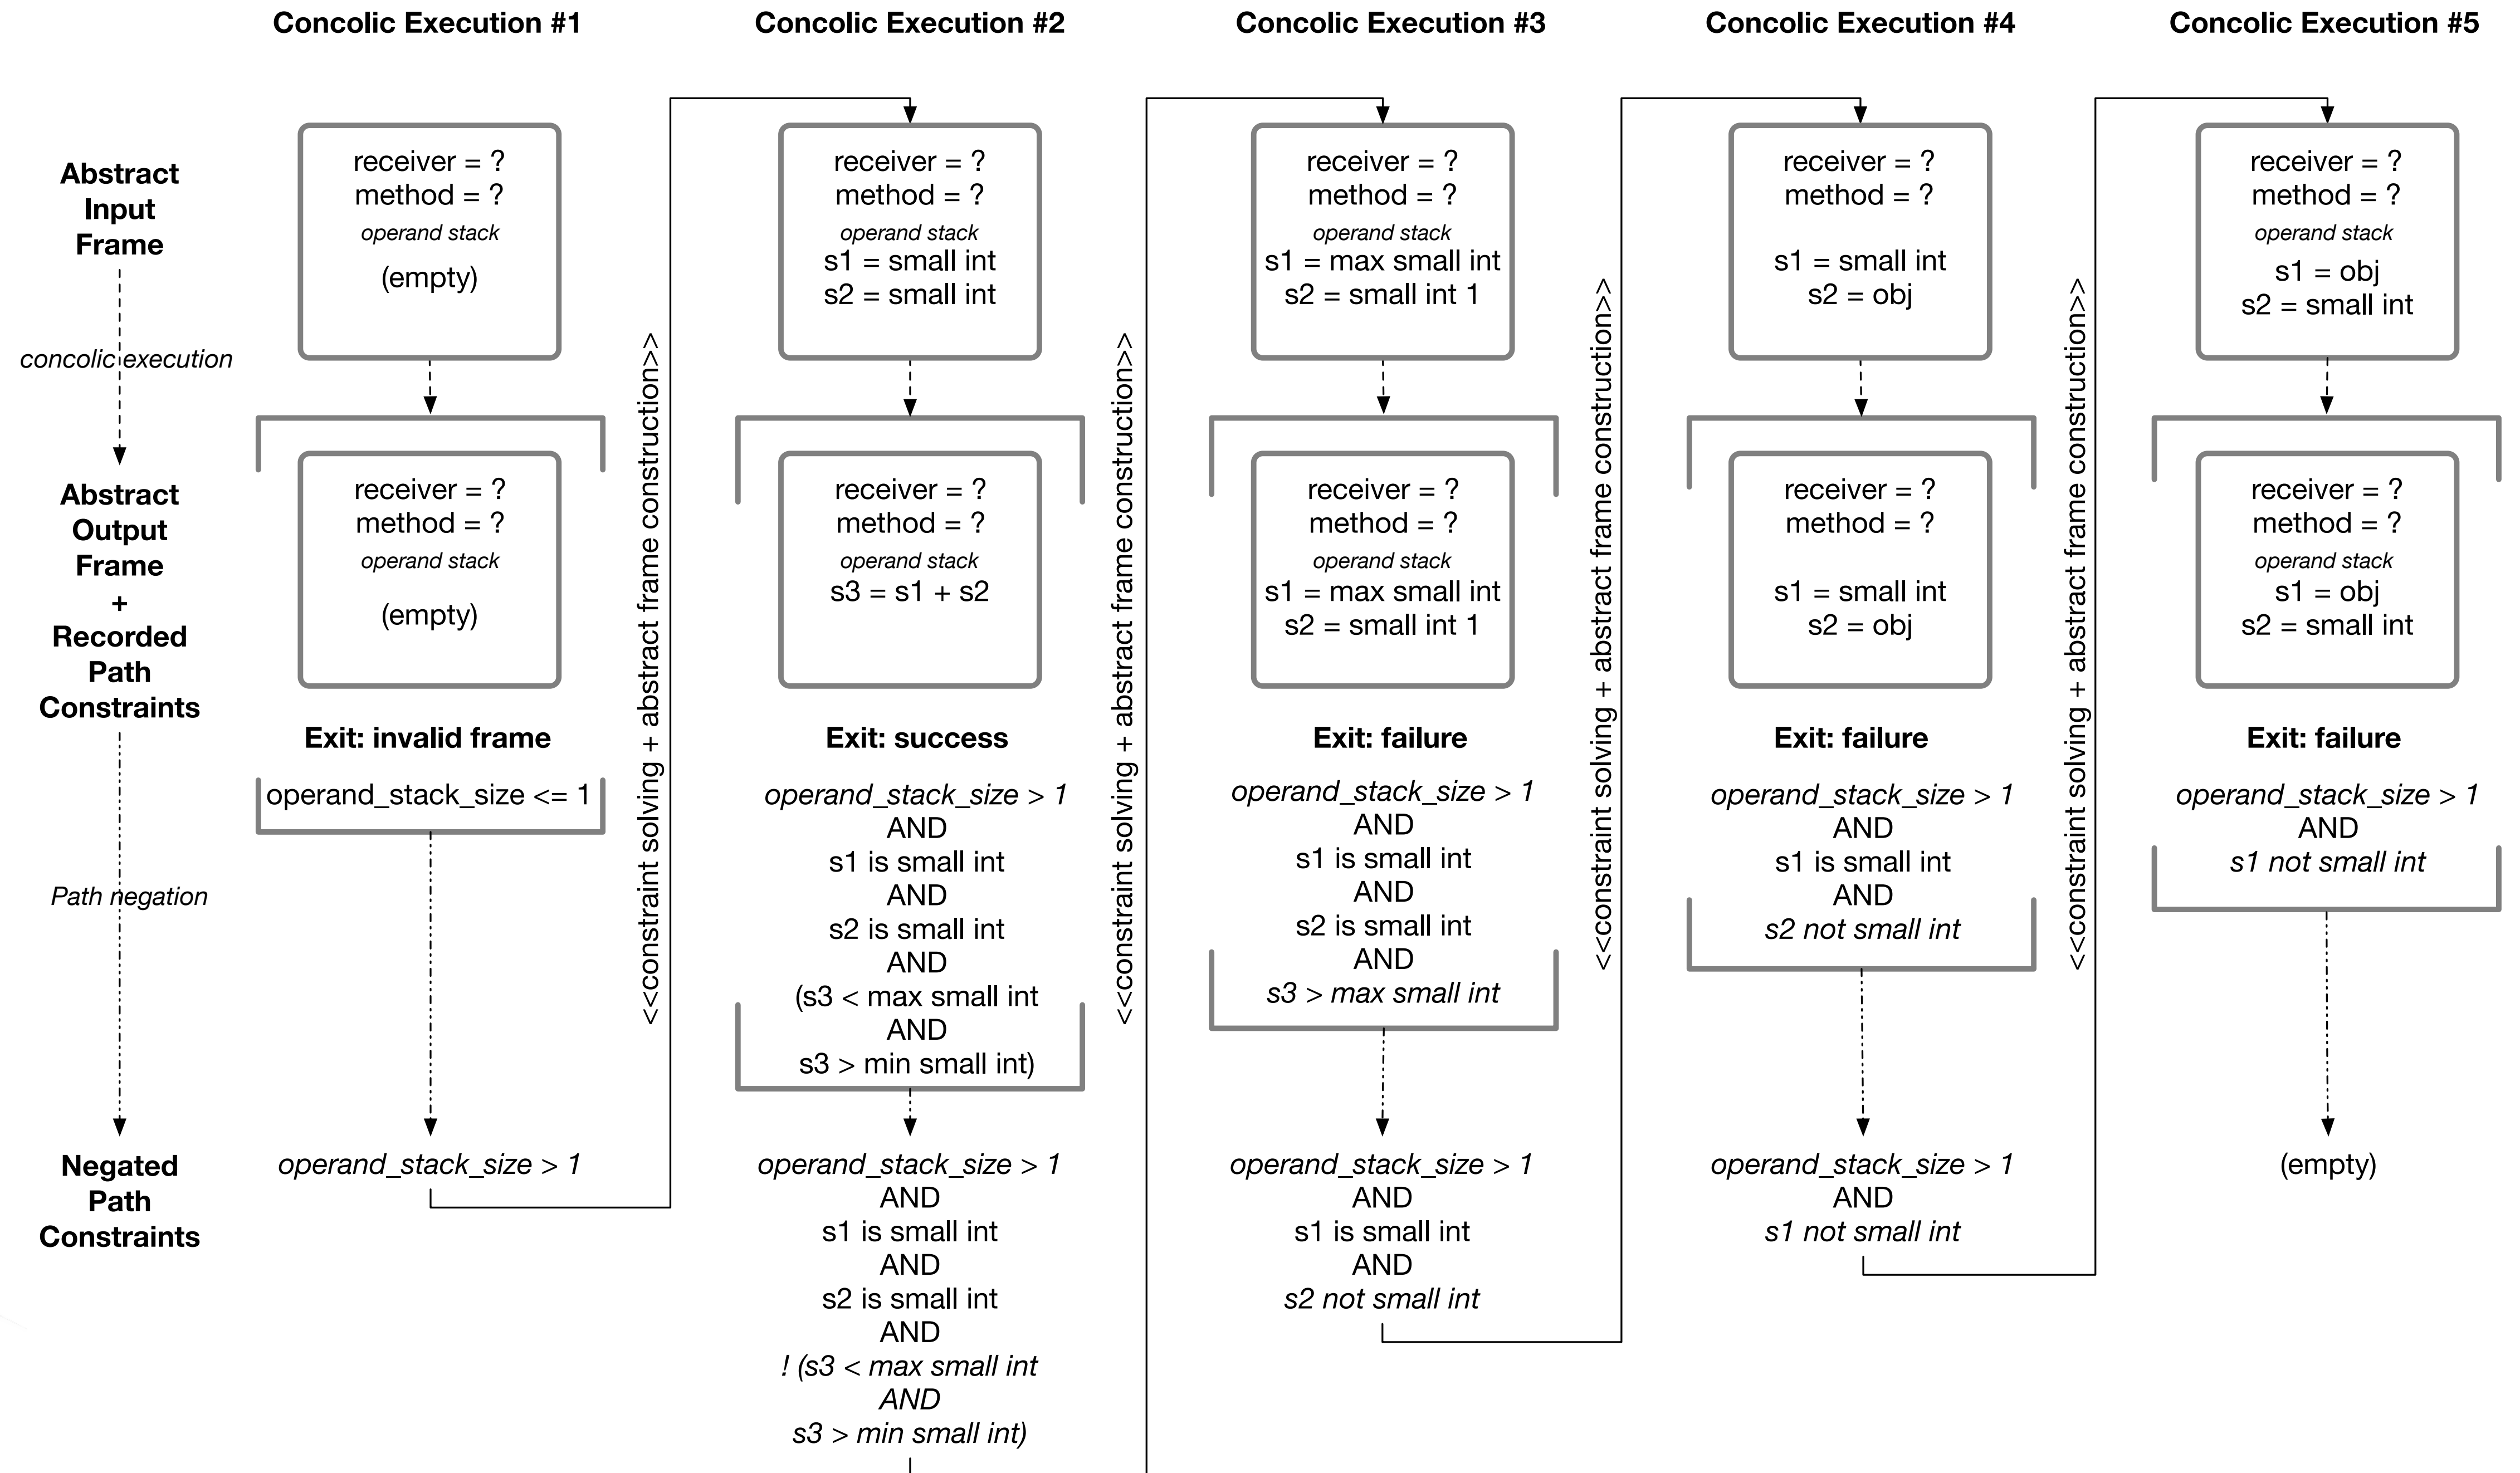 Concolic Execution #1
Concolic Execution #2
Concolic Execution #3
Concolic Execution #4
Concolic Execution #5
Abstract
Input
Frame
concolic execution
Abstract
Output
Frame
+
Recorded
Path
Constraints
Path negation
Negated
Path
Constraints
receiver = ?
method = ?
operand stack
(empty)
receiver = ?
method = ?
operand stack
(empty)
Exit: invalid frame
operand_stack_size <= 1
operand_stack_size > 1
<<constraint solving + abstract frame construction>>
receiver = ?
method = ?
operand stack
s1 = small int
s2 = small int
receiver = ?
method = ?
operand stack
s3 = s1 + s2
Exit: success
operand_stack_size > 1
AND
s1 is small int
AND
s2 is small int
AND
(s3 < max small int
AND
s3 > min small int)
operand_stack_size > 1
AND
s1 is small int
AND
s2 is small int
AND
! (s3 < max small int
AND
s3 > min small int)
<<constraint solving + abstract frame construction>>
receiver = ?
method = ?
operand stack
s1 = max small int
s2 = small int 1
receiver = ?
method = ?
operand stack
s1 = max small int
s2 = small int 1
Exit: failure
operand_stack_size > 1
AND
s1 is small int
AND
s2 is small int
AND
s3 > max small int
operand_stack_size > 1
AND
s1 is small int
AND
s2 not small int
<<constraint solving + abstract frame construction>>
receiver = ?
method = ?
s1 = small int
s2 = obj
receiver = ?
method = ?
s1 = small int
s2 = obj
Exit: failure
operand_stack_size > 1
AND
s1 is small int
AND
s2 not small int
operand_stack_size > 1
AND
s1 not small int
<<constraint solving + abstract frame construction>>
receiver = ?
method = ?
operand stack
s1 = obj
s2 = small int
receiver = ?
method = ?
operand stack
s1 = obj
s2 = small int
Exit: failure
operand_stack_size > 1
AND
s1 not small int
(empty)